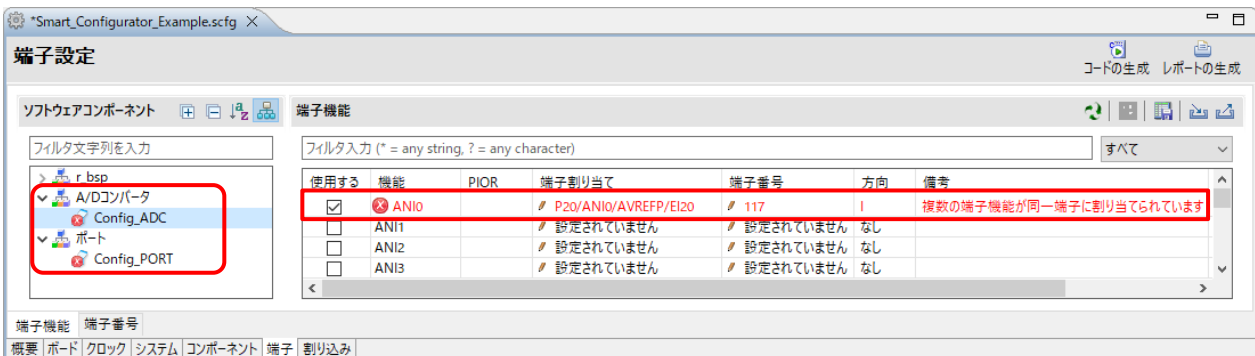 *Smart_Configurator_Example.scfg
端子設定
コードの生成 レポートの生成
ソフトウェアコンポーネント
端子機能
フィルタ文字列を入力
フィルタ入力 (* = any string, ? = any character)
すべて
r_bsp
A/Dコンバータ
Config_ADC
ポート
Config_PORT
使用する 機能 PIOR 端子割り当て 端子番号 方向 備考
ANI0 P20/ANI0/AVREFP/EI20 117 I 複数の端子機能が同一端子に割り当てられています
ANI1 設定されていません 設定されていません なし
ANI2 設定されていません 設定されていません なし
ANI3 設定されていません 設定されていません なし
端子機能 端子番号
概要 ボード クロック システム コンポーネント 端子 割り込み